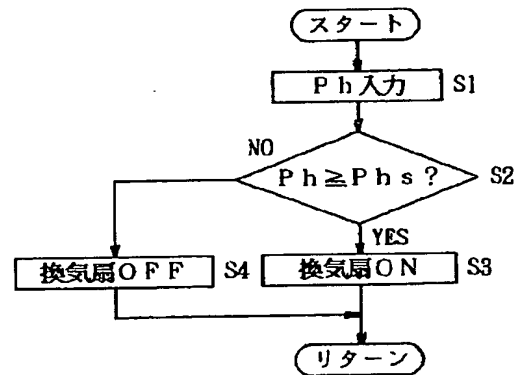 スタート
Ph入力 S1
NO
Ph≧Phs? S2
YES
換気扇OFF S4 換気扇ON S3
リターン